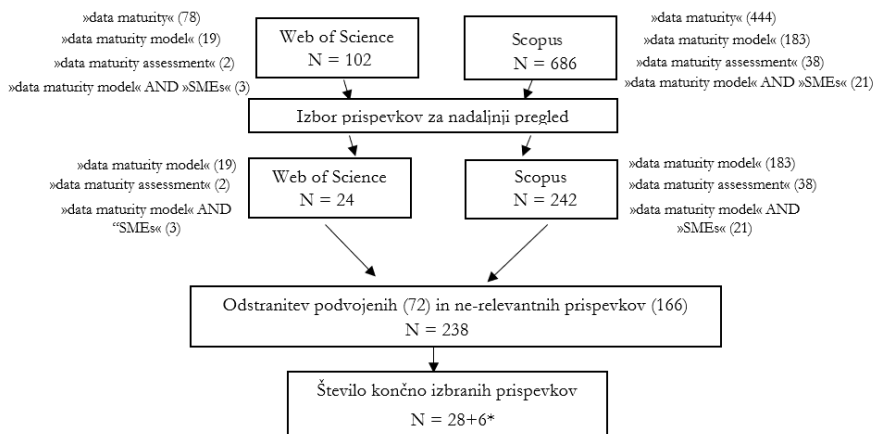 »data maturity« (78)
»data maturity model« (19)
»data maturity assessment« (2)
»data maturity model« AND »SMEs« (3)
Web of Science
N = 102
Scopus
N = 686
»data maturity«(444)
»data maturity model« (183)
»data maturity assessment« (38)
»data maturity model« AND »SMEs« (21)
Izbor prispevkov za nadaljnji pregled
»data maturity model« (19)
»data maturity assessment« (2)
»data maturity model« AND
“SMEs« (3)
Web of Science
N = 24
Scopus
N = 242
»data maturity model« (183)
»data maturity assessment« (38)
»data maturity model« AND
»SMEs« (21)
Odstranitev podvojenih (72) in ne-relevantnih prispevkov (166)
N = 238
Število končno izbranih prispevkov
N = 28+6*